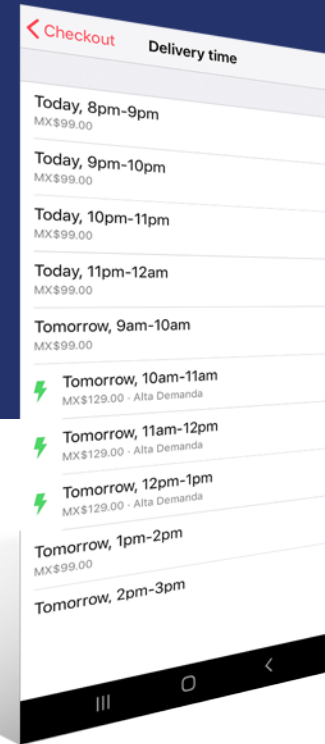 Checkout
Delivery time
Today, 8pm-9pm
MX$99.00
Today, 9pm-10pm
MX$99.00
Today, 10pm-11pm
MX$99.00
Today, 11pm-12am
MX$99.00
Tomorrow, 9am-10am
MX$99.00
Tomorrow, 10am-11am
MX$129.00 · Alta Demanda
Tomorrow, 11am-12pm
MX$129.00 · Alta Demanda
Tomorrow, 12pm-1pm
MX$129.00 · Alta Demanda
Tomorrow, 1pm-2pm
MX$99.00
Tomorrow, 2pm-3pm